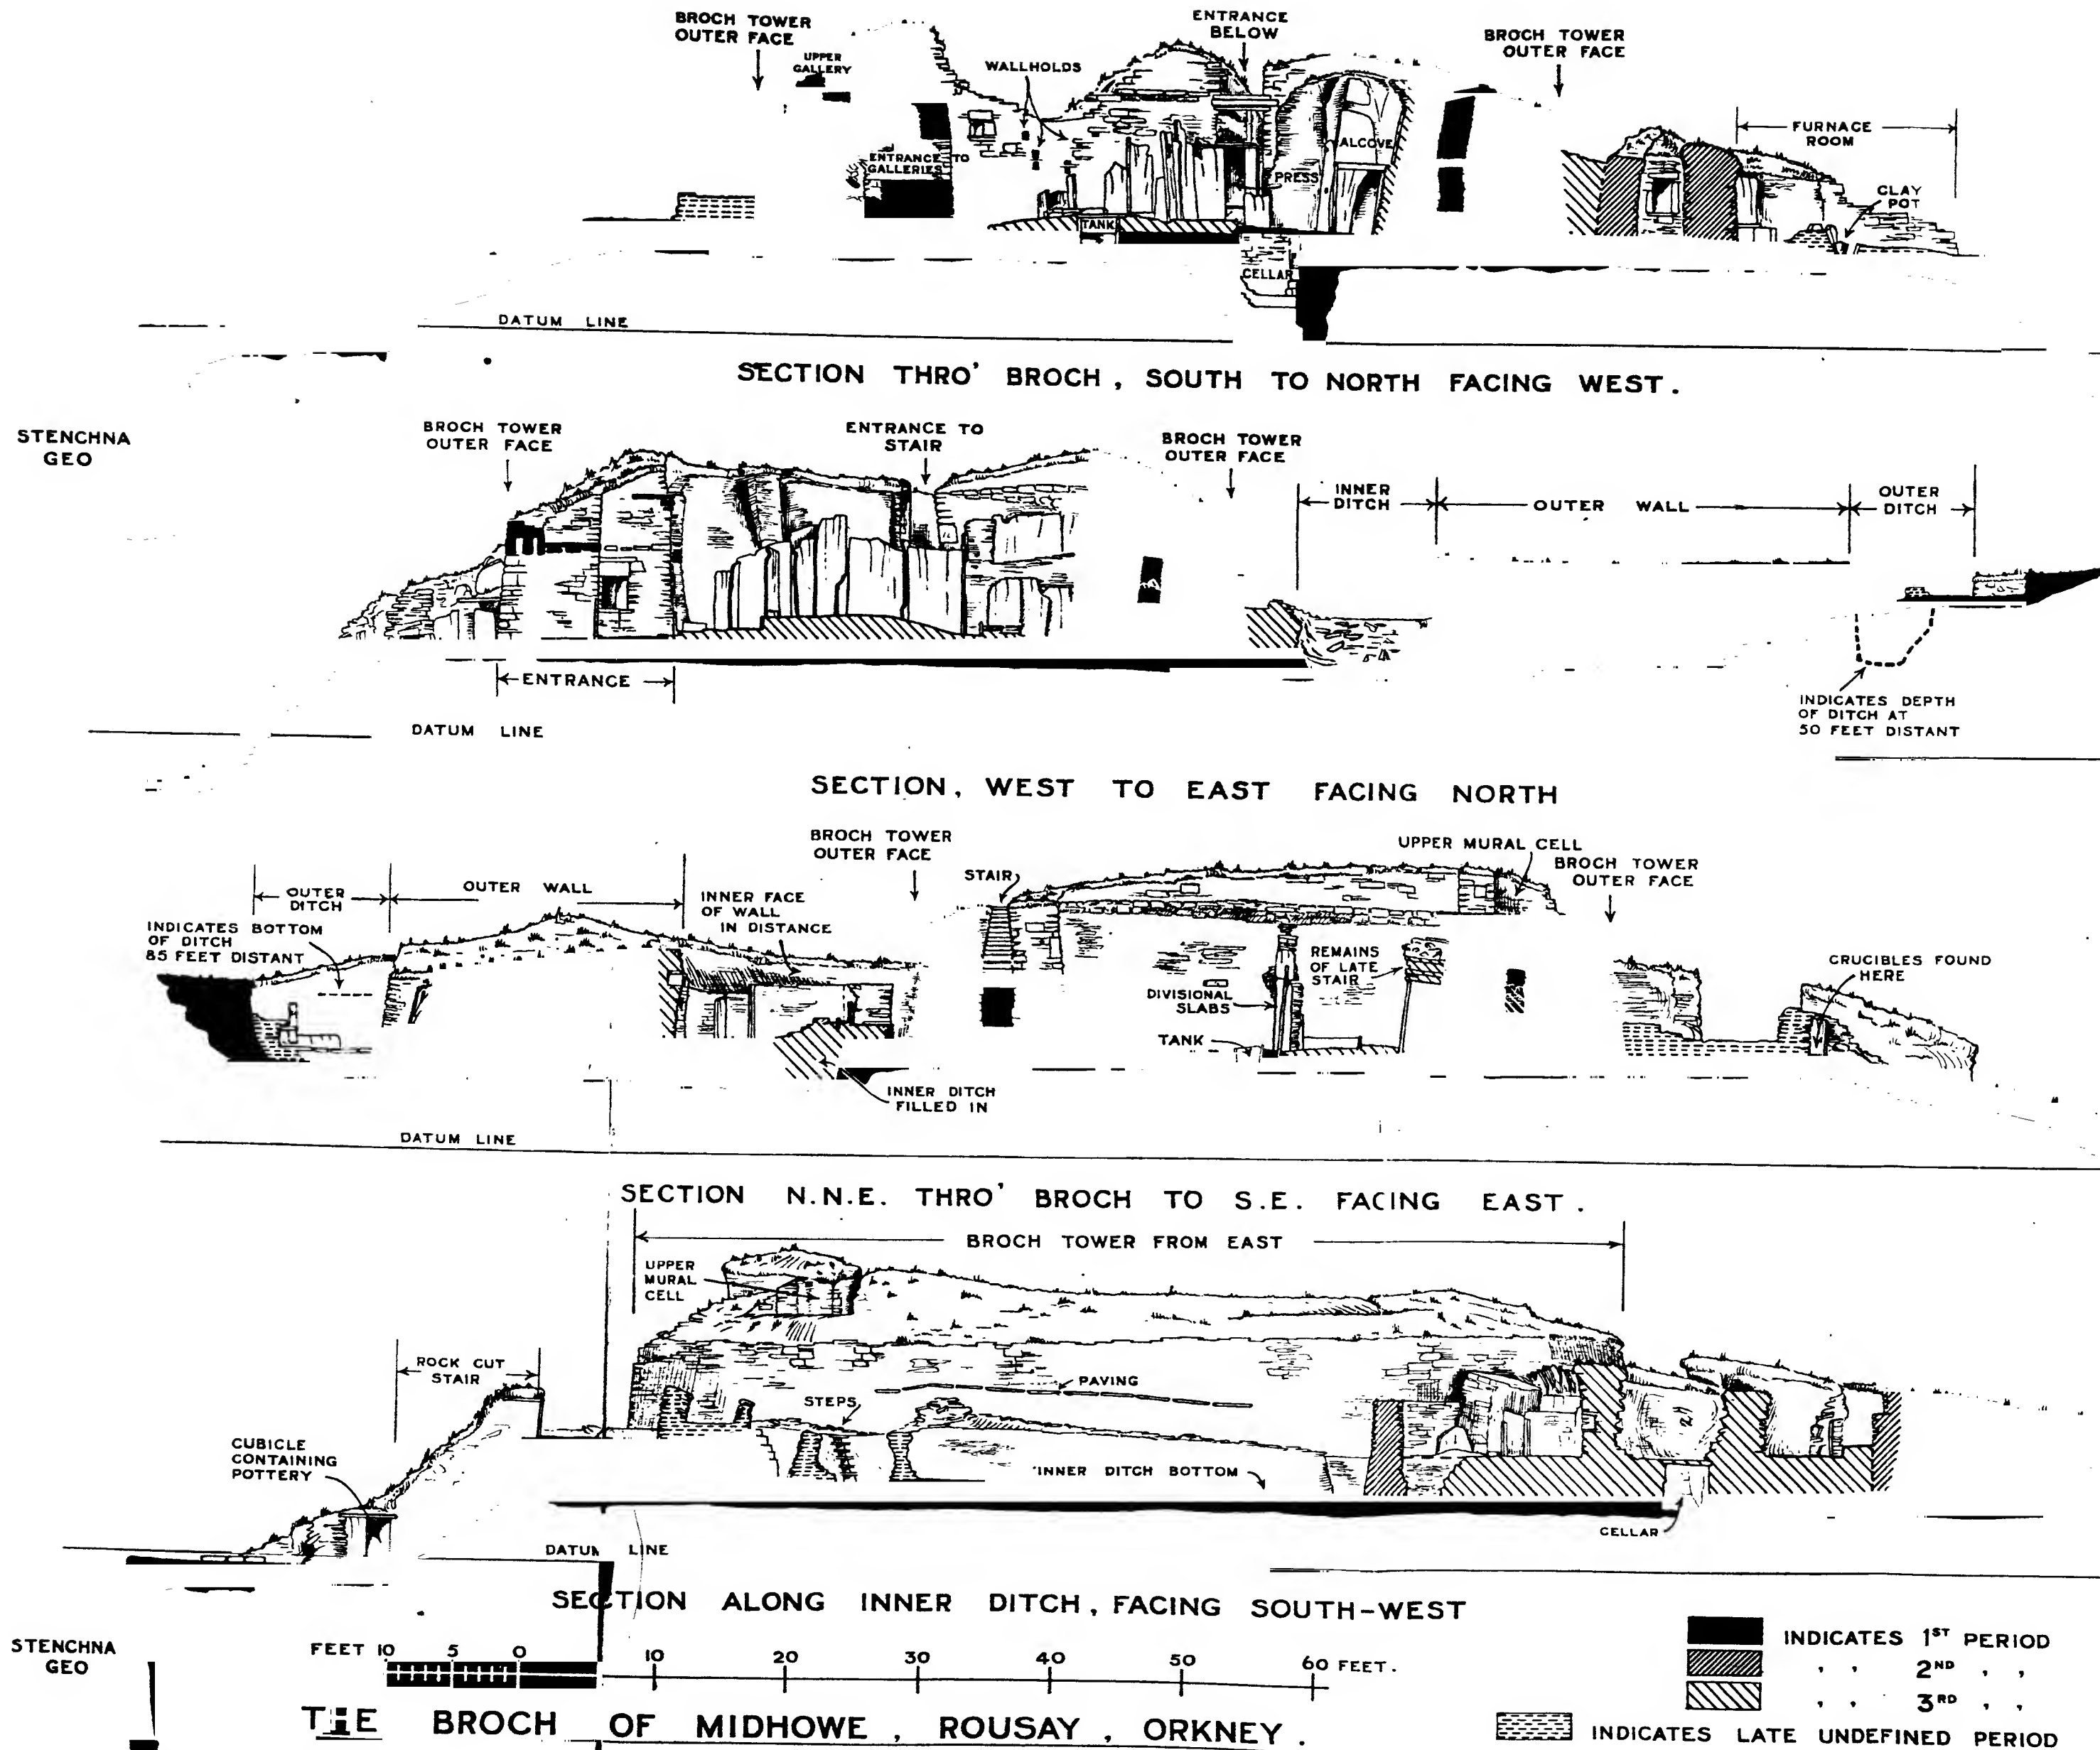 BROCH TOWER
OUTER FACE
UPPER
GALLERY
WALLHOLDS
ENTRANCE
BELOW
BROCH TOWER
OUTER FACE
FURNACE
ROOM
ENTRANCE TO
GALLERIES
ALCOVE
PRESS
CLAY
POT
TANK
CELLAR
DATUM LINE
SECTION THRO' BROCH, SOUTH TO NORTH FACING WEST.
STENCHNA
GEO
BROCH TOWER
OUTER FACE
ENTRANCE TO
STAIR
BROCH TOWER
OUTER FACE
INNER
DITCH
OUTER WALL
OUTER
DITCH
ENTRANCE
INDICATES DEPTH
OF DITCH AT
50 FEET DISTANT
DATUM LINE
SECTION, WEST TO EAST FACING NORTH
BROCH TOWER
OUTER FACE
UPPER MURAL CELL
BROCH TOWER
OUTER FACE
STAIR
OUTER
DITCH
OUTER WALL
INNER FACE
OF WALL
IN DISTANCE
INDICATES BOTTOM
OF DITCH
85 FEET DISTANT
REMAINS
OF LATE
STAIR
DIVISIONAL
SLABS
TANK
CRUCIBLES FOUND
HERE
INNER DITCH
FILLED IN
DATUM LINE
SECTION N.N.E. THRO' BROCH TO S.E. FACING EAST.
BROCH TOWER FROM EAST
UPPER
MURAL
CELL
ROCK CUT
STAIR
PAVING
STEPS
CUBICLE
CONTAINING
POTTERY
INNER DITCH BOTTOM
CELLAR
DATUM LINE
SECTION ALONG INNER DITCH, FACING SOUTH-WEST
STENCHNA
GEO
FEET 10 5 0 10 20 30 40 50 60 FEET.
INDICATES 1ST PERIOD
, , 2ND , ,
, , 3RD , ,
INDICATES LATE UNDEFINED PERIOD
THE BROCH OF MIDHOWE, ROUSAY, ORKNEY.